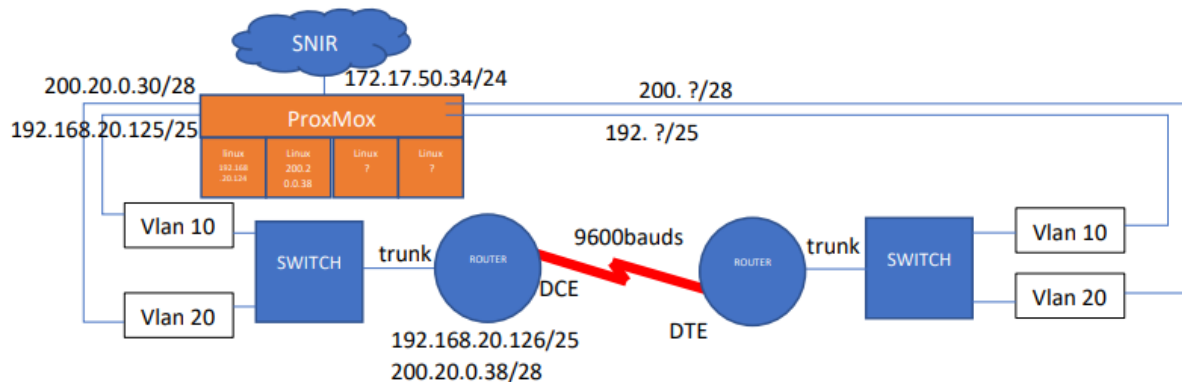 SNIR
172.17.50.34/24
200.20.0.30/28
200. ?/28
ProxMox
192.168.20.125/25
192. ?/25
linux
192.168
.20.124
Linux
200.2
0.0.38
Linux
?
Linux
?
Vlan 10
Vlan 20
SWITCH
trunk
ROUTER
DCE
9600bauds
DTE
ROUTER
trunk
SWITCH
Vlan 10
Vlan 20
192.168.20.126/25
200.20.0.38/28